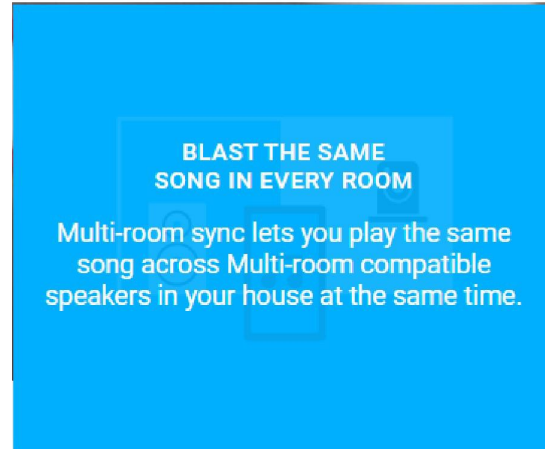 BLAST THE SAME
SONG IN EVERY ROOM
Multi-room sync lets you play the same
song across Multi-room compatible
speakers in your house at the same time.